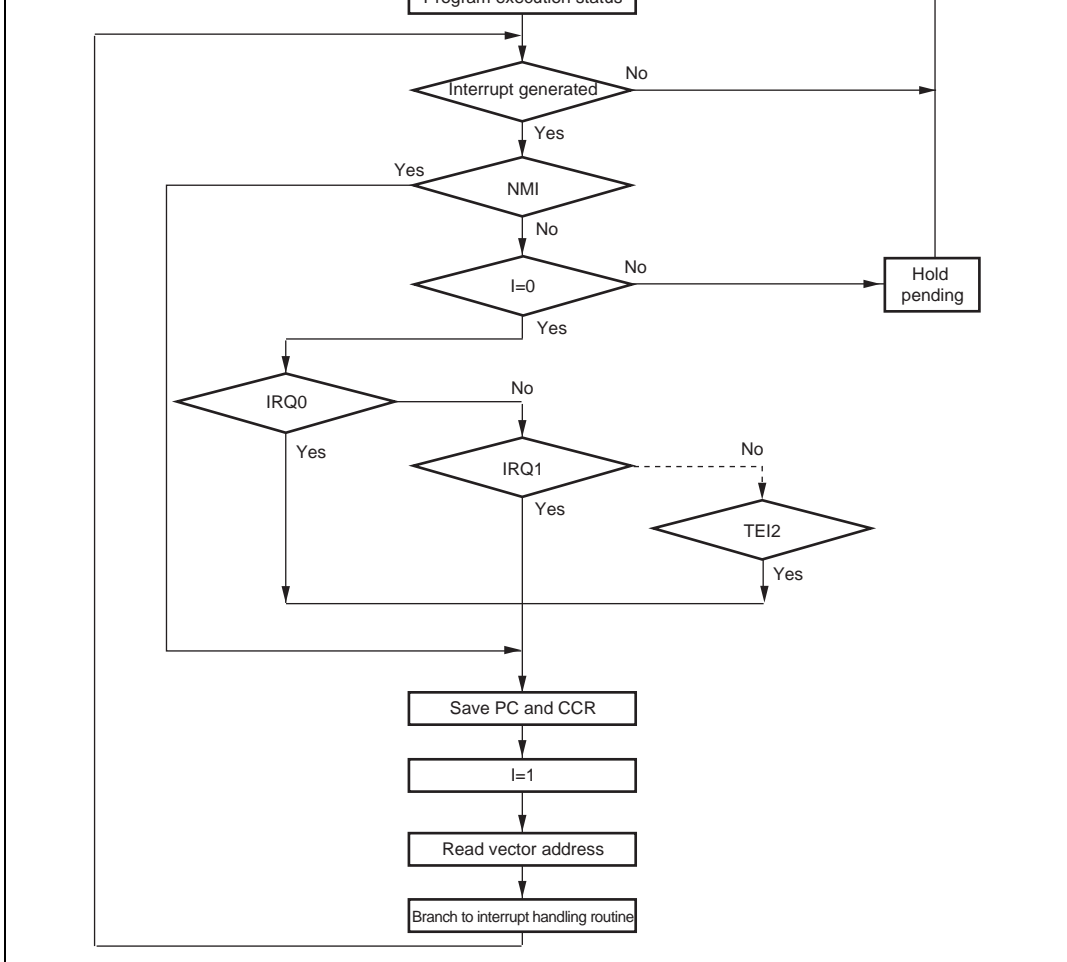 Program execution status
Interrupt generated
No
Yes
Yes
NMI
No
I=0
No
Hold
pending
Yes
IRQ0
No
Yes
IRQ1
No
Yes
TEI2
Yes
Save PC and CCR
I=1
Read vector address
Branch to interrupt handling routine